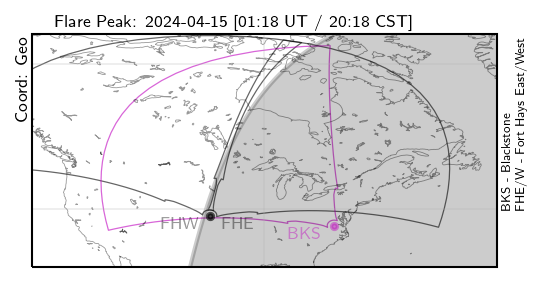 Flare Peak: 2024-04-15 [01:18 UT / 20:18 CST]
Coord: Geo
FHW
FHE
BKS
BKS - Blackstone
FHE/W - Fort Hays East/West